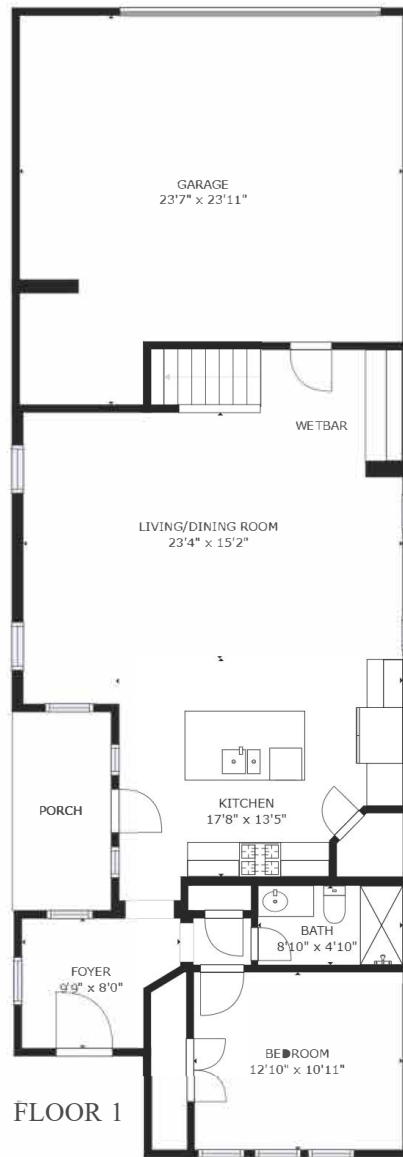 GARAGE
23'7" x 23'11"
WETBAR
LIVING/DINING ROOM
23'4" x 15'2"
PORCH
KITCHEN
17'8" x 13'5"
BATH
8'10" x 4'10"
FOYER
9'9" x 8'0"
BEDROOM
12'10" x 10'11"
FLOOR 1